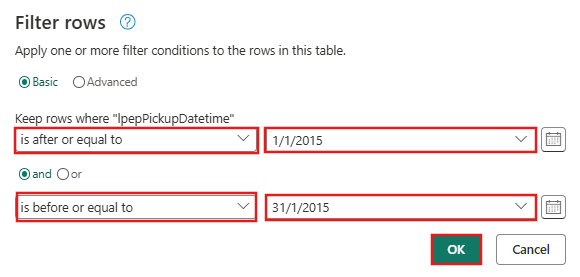 Filter rows ?
Apply one or more filter conditions to the rows in this table.
Basic Advanced
Keep rows where "lpepPickupDatetime"
is after or equal to 1/1/2015
and or
is before or equal to 31/1/2015
OK Cancel